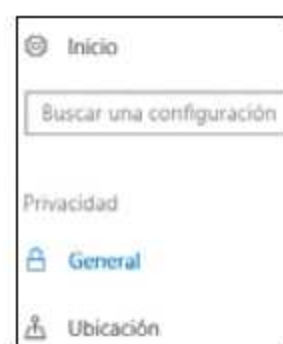 Inicio
Buscar una configuración
Privacidad
General
Ubicación